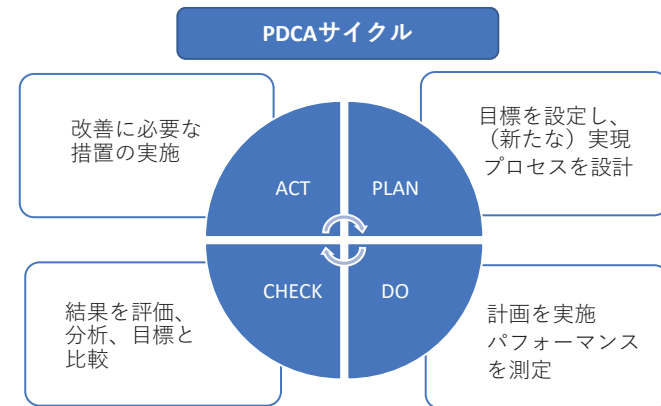 PDCAサイクル
改善に必要な
措置の実施
目標を設定し、
（新たな）実現
プロセスを設計
ACT
PLAN
CHECK
DO
結果を評価、
分析、目標と
比較
計画を実施
パフォーマンス
を測定